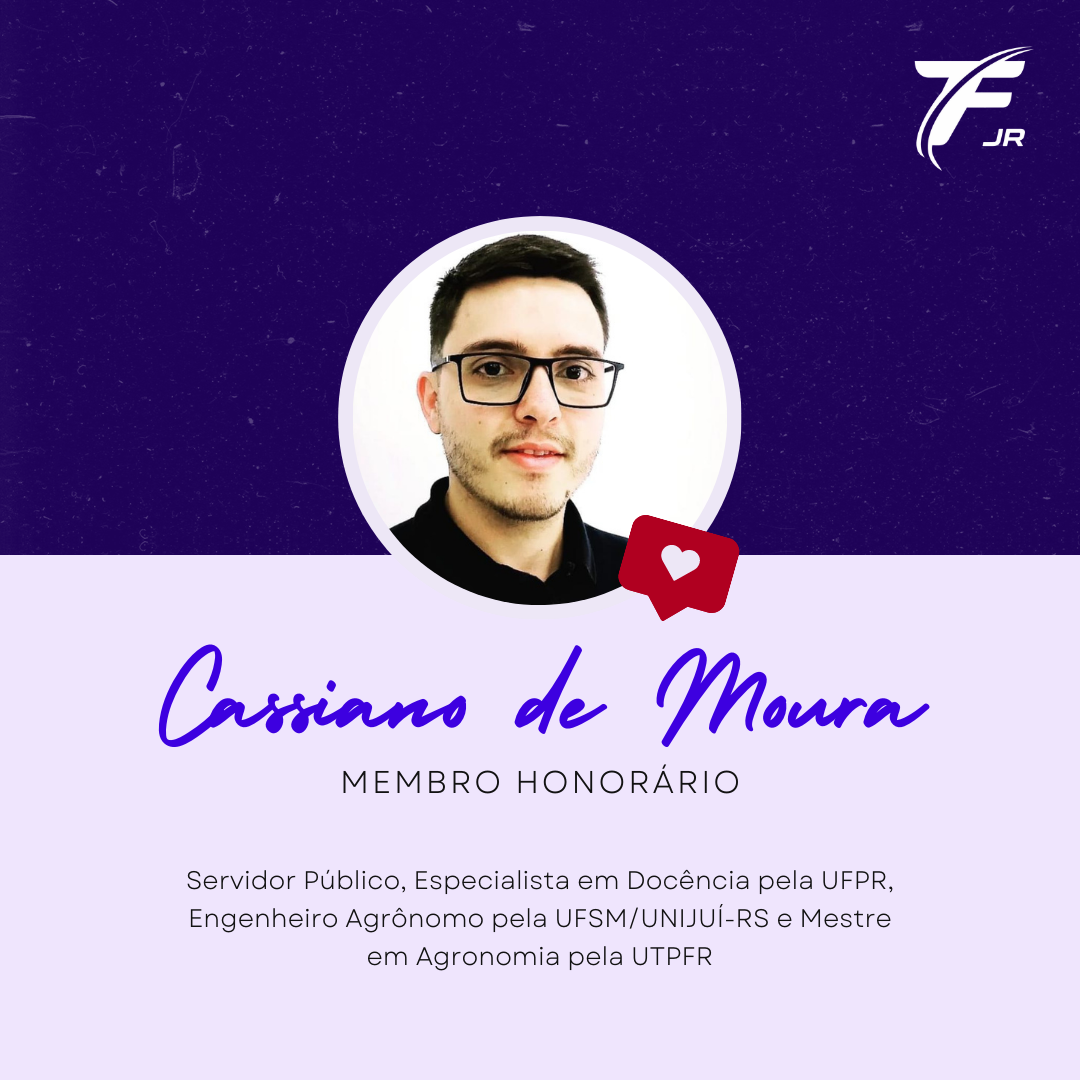 TF JR
Cassiano de Moura
MEMBRO HONORÁRIO
Servidor Público, Especialista em Docência pela UFPR,
Engenheiro Agrônomo pela UFSM/UNIJUÍ-RS e Mestre
em Agronomia pela UTPFR